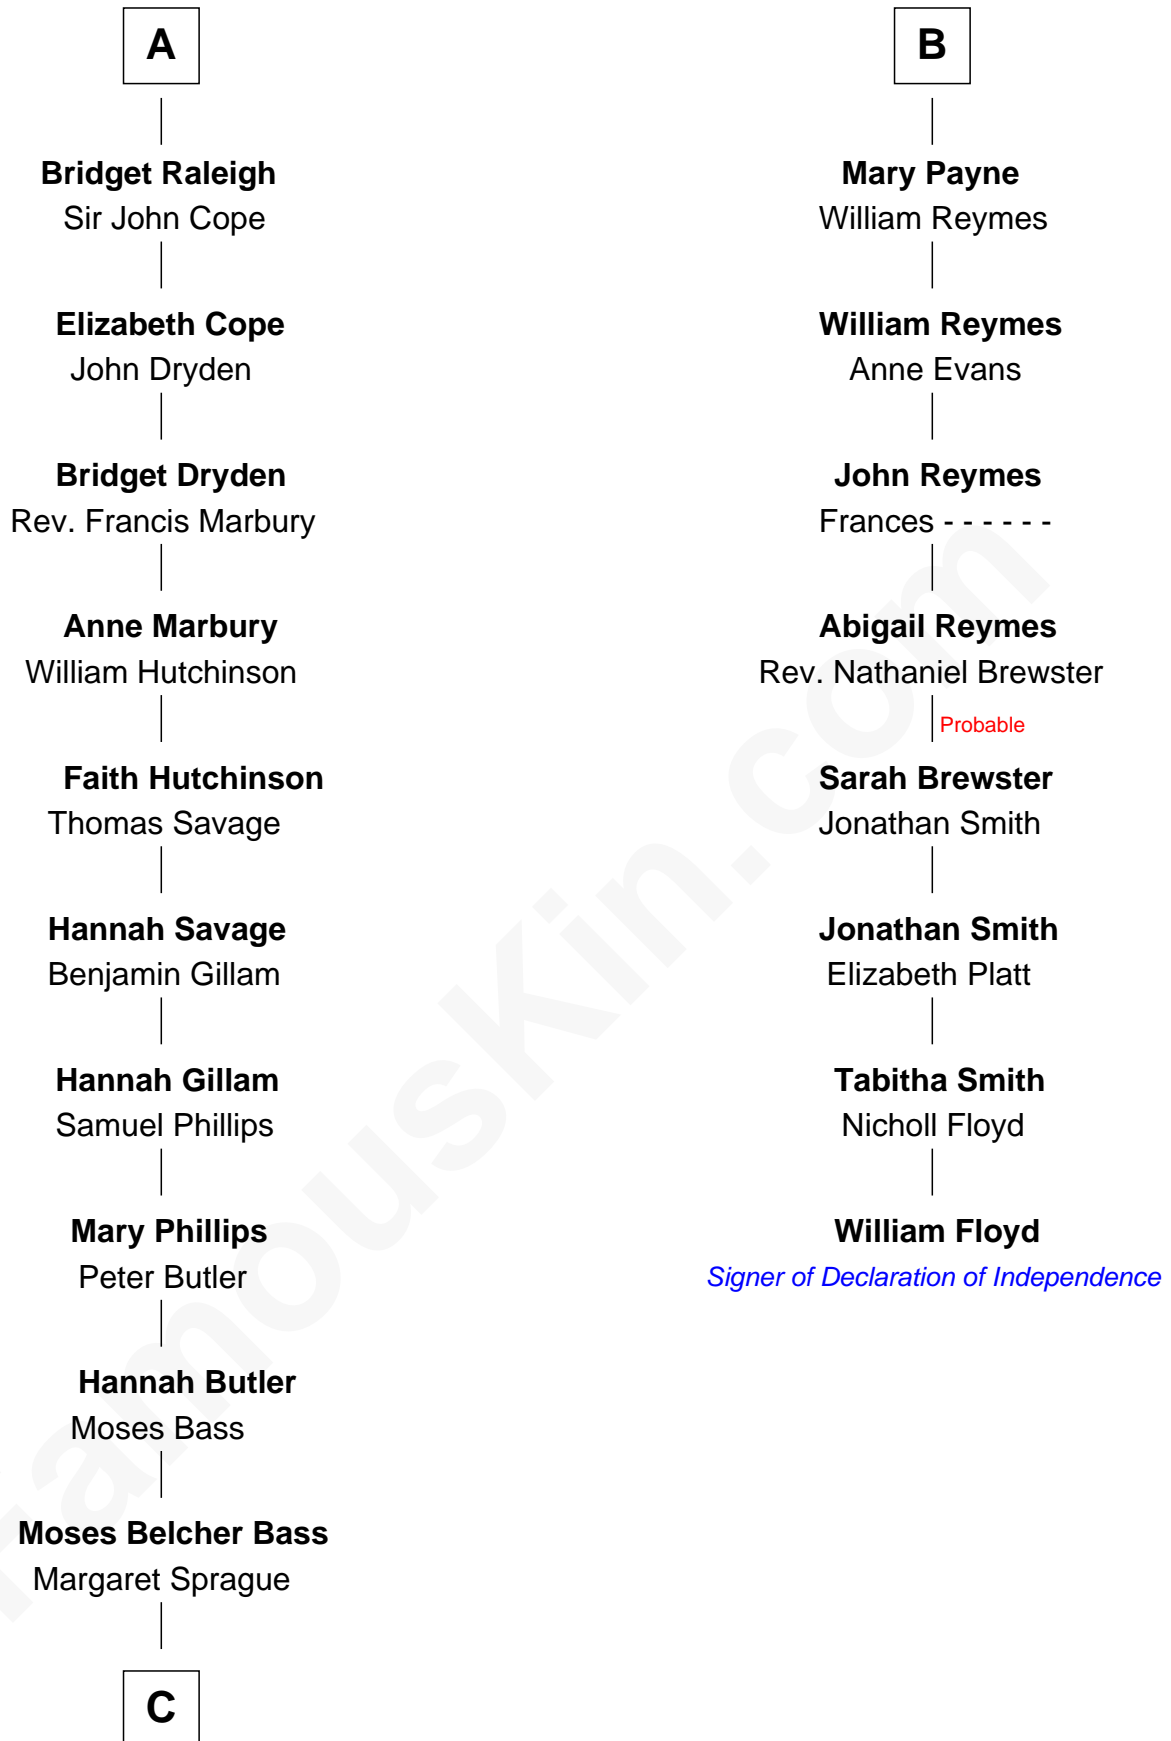 A
Bridget Raleigh
Sir John Cope
Elizabeth Cope
John Dryden
Bridget Dryden
Rev. Francis Marbury
Anne Marbury
William Hutchinson
Faith Hutchinson
Thomas Savage
Hannah Savage
Benjamin Gillam
Hannah Gillam
Samuel Phillips
Mary Phillips
Peter Butler
Hannah Butler
Moses Bass
Moses Belcher Bass
Margaret Sprague
C
B
Mary Payne
William Reymes
William Reymes
Anne Evans
John Reymes
Frances - - - - - -
Abigail Reymes
Rev. Nathaniel Brewster
Probable
Sarah Brewster
Jonathan Smith
Jonathan Smith
Elizabeth Platt
Tabitha Smith
Nicholl Floyd
William Floyd
Signer of Declaration of Independence
FamousKin.com